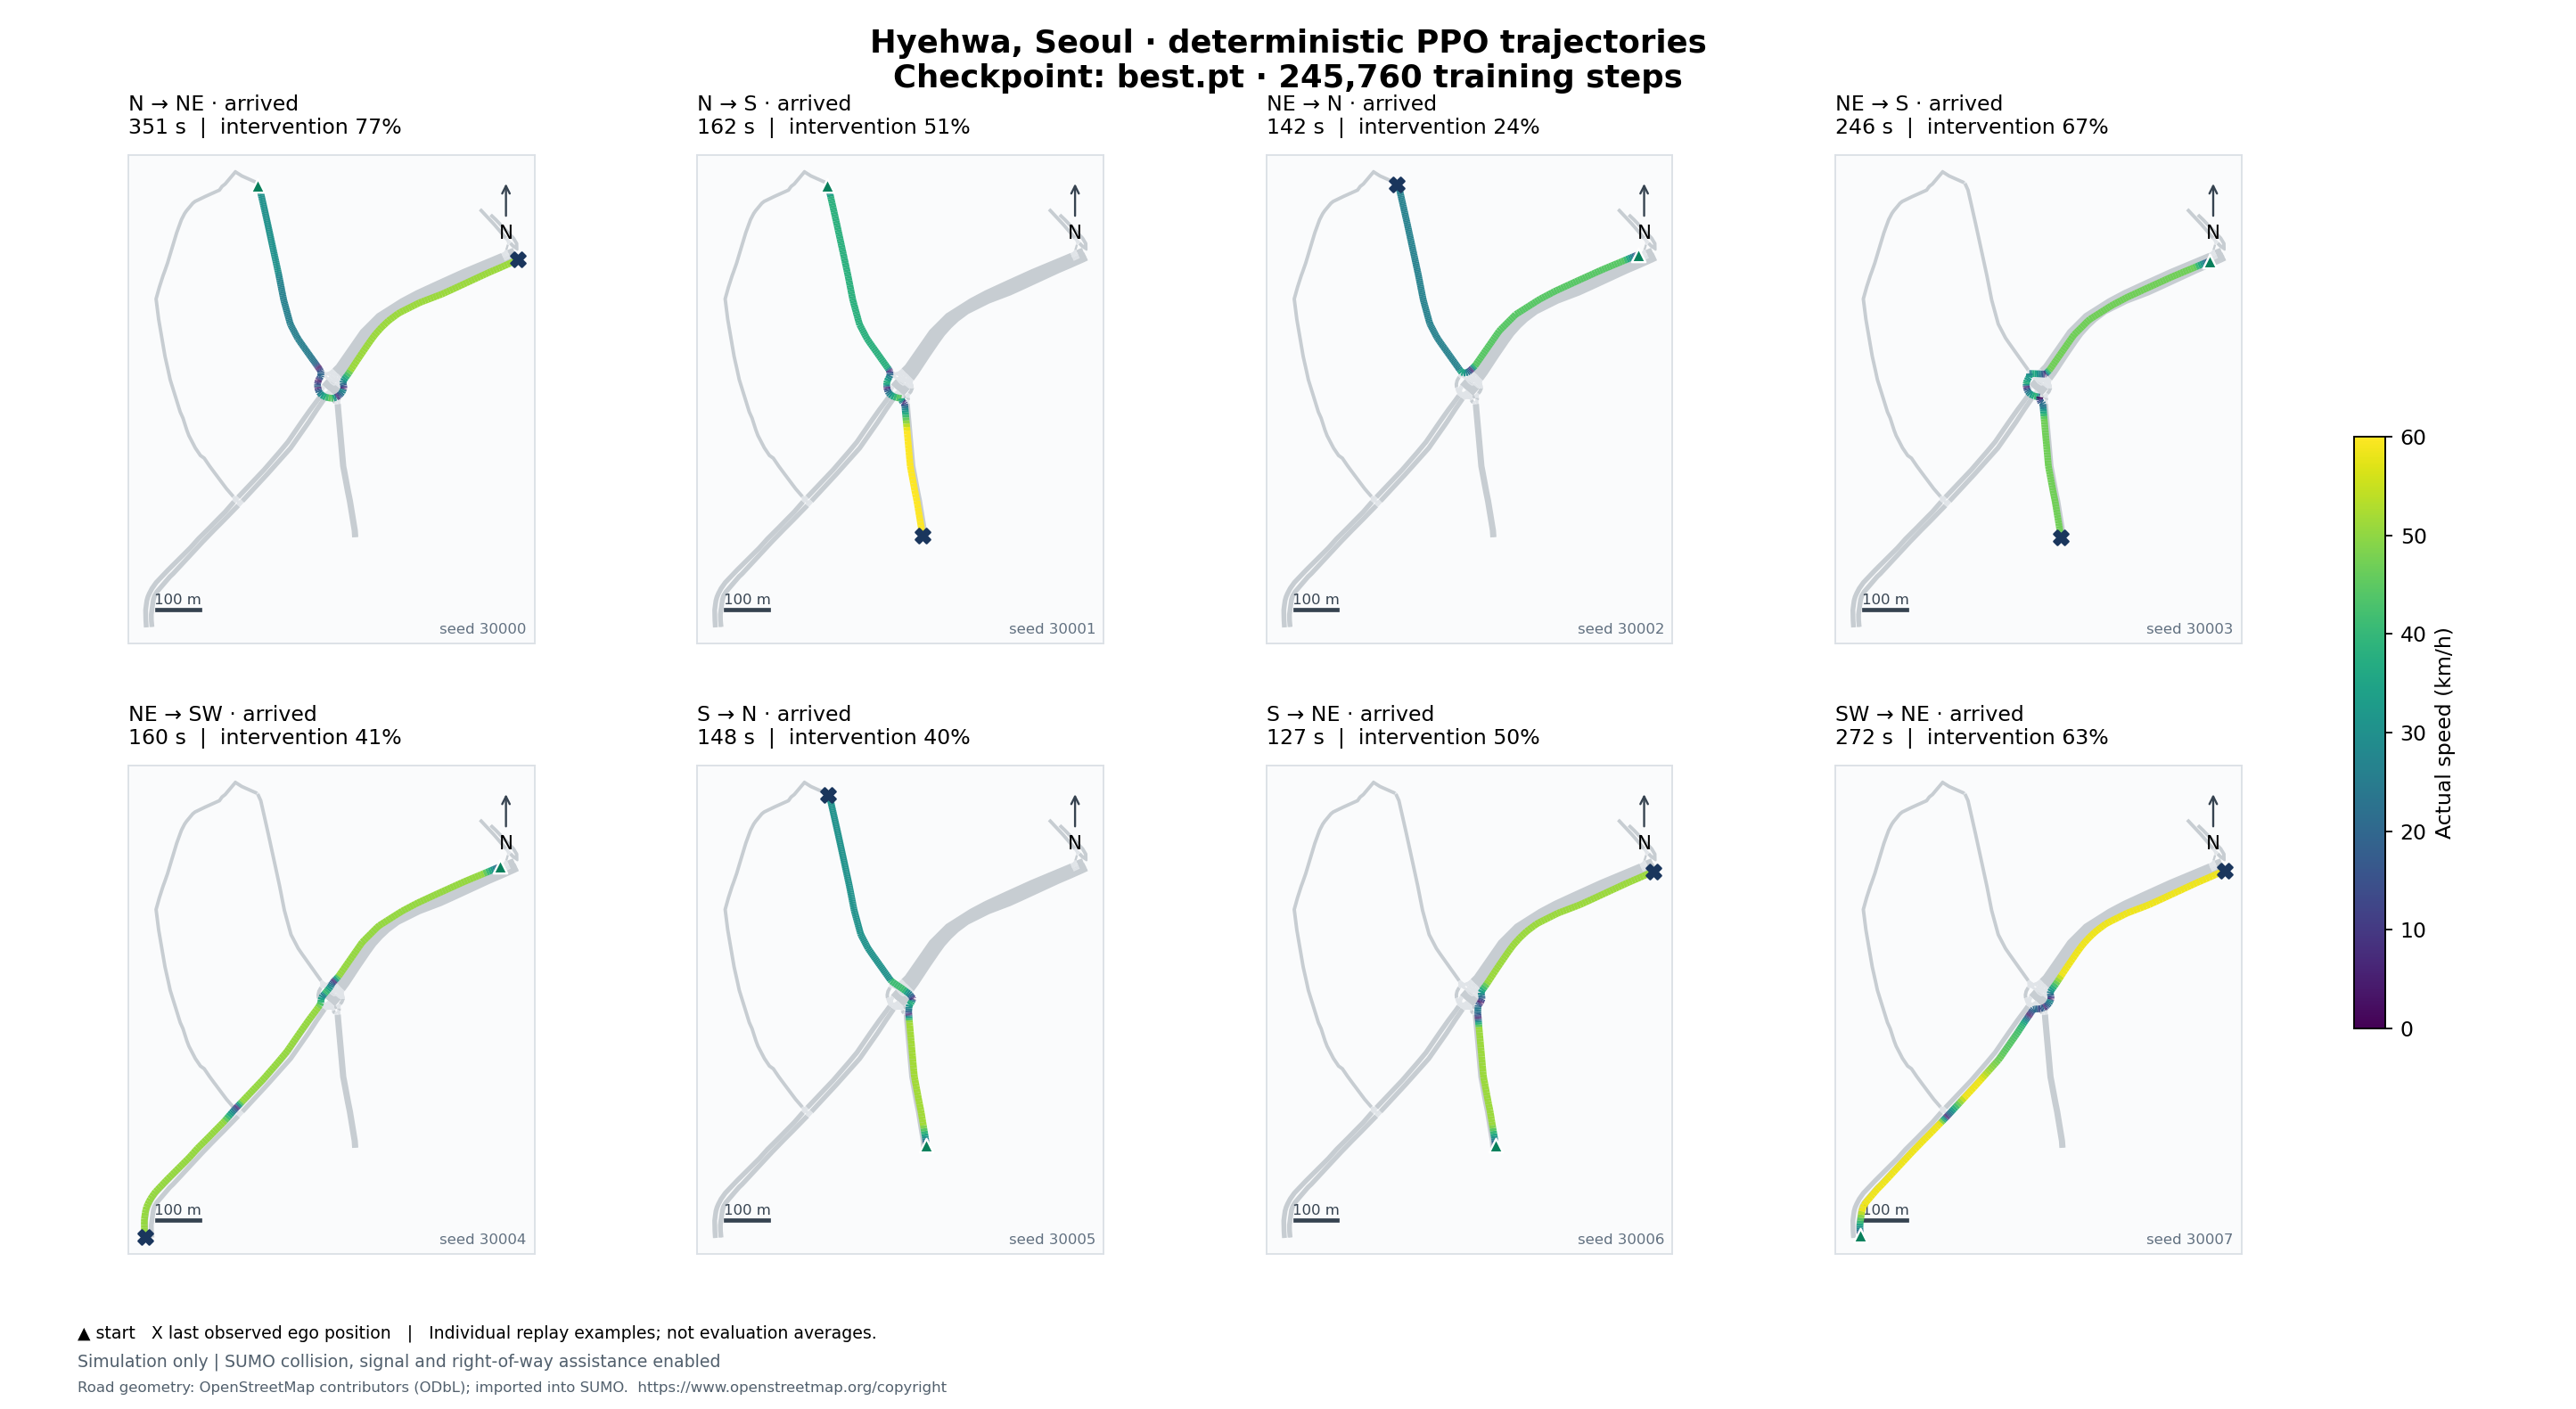 Hyehwa, Seoul · deterministic PPO trajectories
Checkpoint: best.pt · 245,760 training steps
N → NE · arrived
351 s | intervention 77%
N
100 m
seed 30000
N → S · arrived
162 s | intervention 51%
N
100 m
seed 30001
NE → N · arrived
142 s | intervention 24%
N
100 m
seed 30002
NE → S · arrived
246 s | intervention 67%
N
100 m
seed 30003
NE → SW · arrived
160 s | intervention 41%
N
100 m
seed 30004
S → N · arrived
148 s | intervention 40%
N
100 m
seed 30005
S → NE · arrived
127 s | intervention 50%
N
100 m
seed 30006
SW → NE · arrived
272 s | intervention 63%
N
100 m
seed 30007
60
50
40
30
20
10
0
Actual speed (km/h)
▲ start X last observed ego position | Individual replay examples; not evaluation averages.
Simulation only | SUMO collision, signal and right-of-way assistance enabled
Road geometry: OpenStreetMap contributors (ODbL); imported into SUMO. https://www.openstreetmap.org/copyright